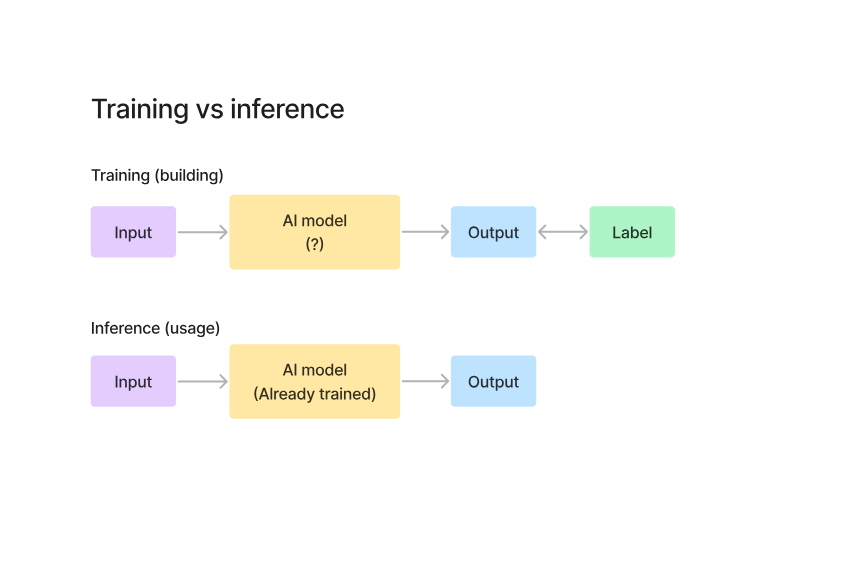 Training vs inference
Training (building)
Input
AI model
(?)
Output
Label
Inference (usage)
Input
AI model
(Already trained)
Output